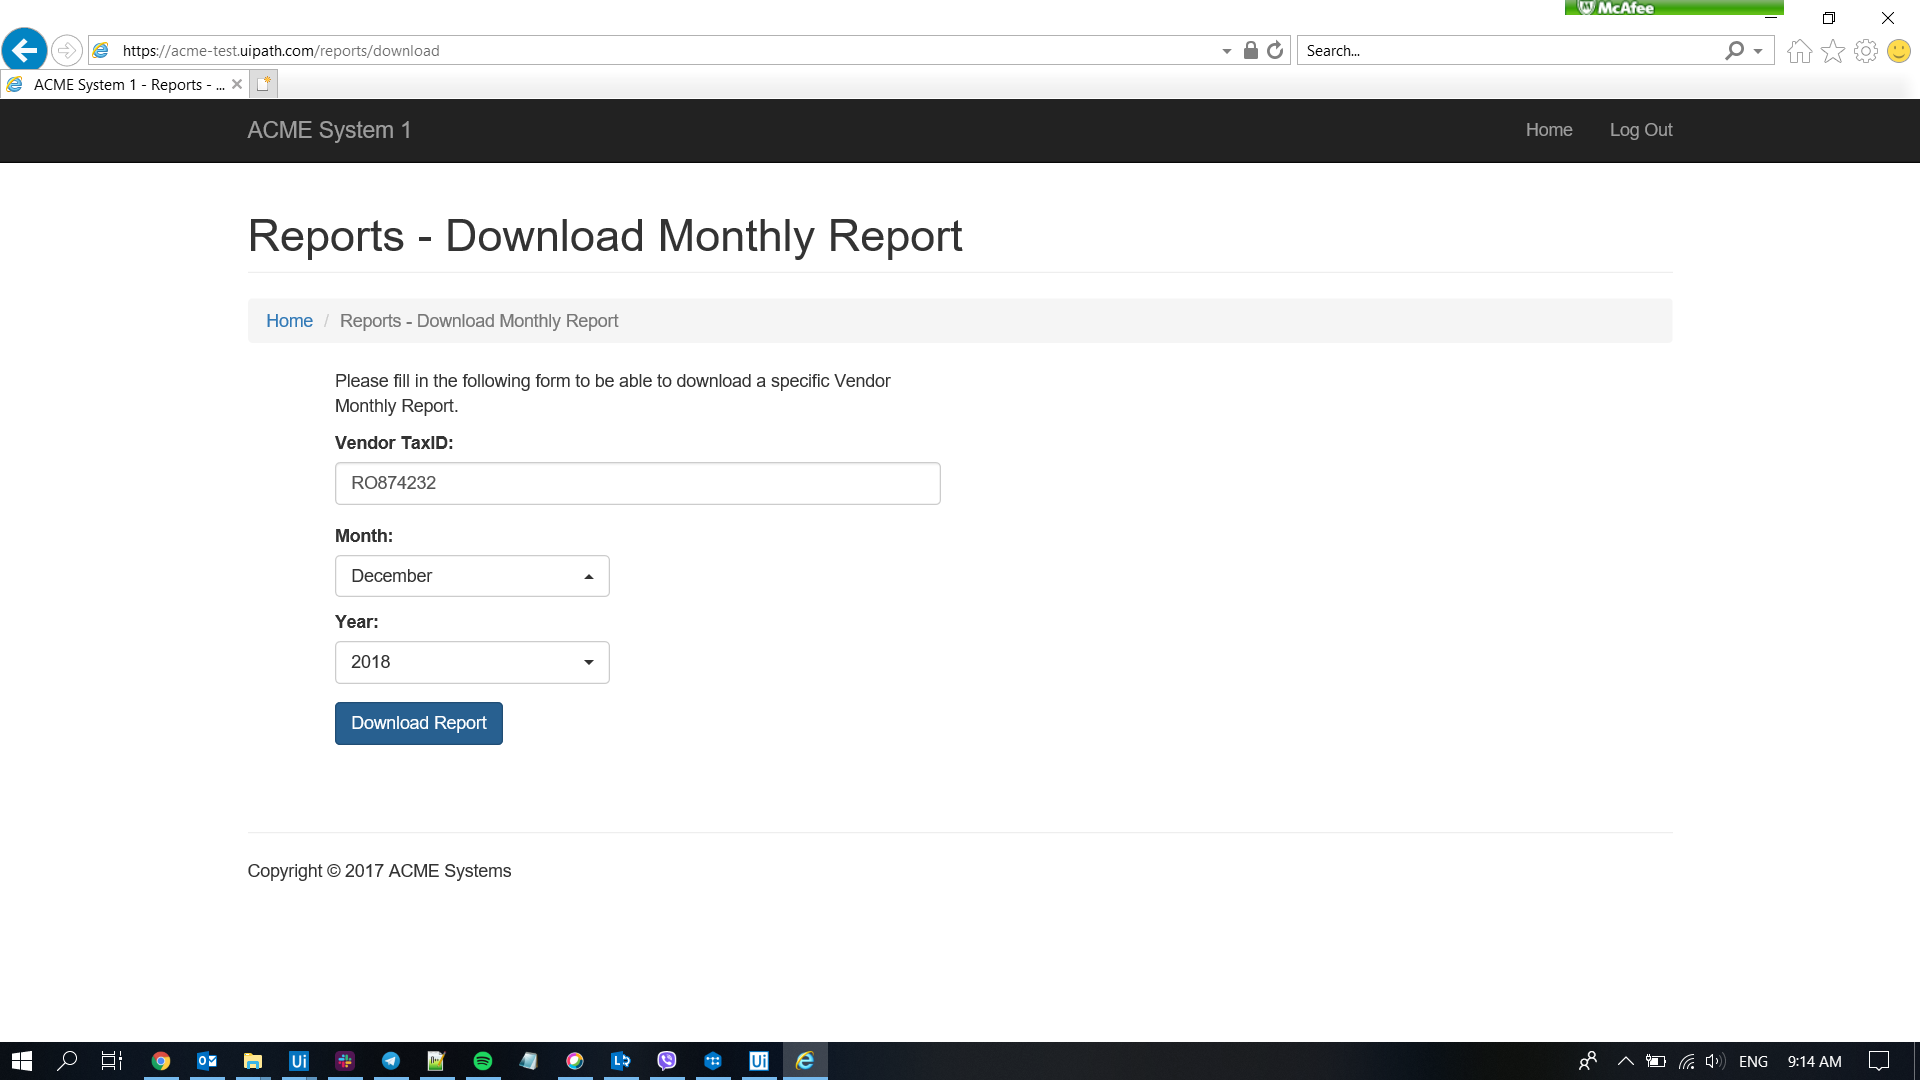 McAfee
https://acme-test.uipath.com/reports/download
Search...
ACME System 1 - Reports - ...
ACME System 1
Home
Log Out
Reports - Download Monthly Report
Home / Reports - Download Monthly Report
Please fill in the following form to be able to download a specific Vendor
Monthly Report.
Vendor TaxID:
RO874232
Month:
December
Year:
2018
Download Report
Copyright © 2017 ACME Systems
Ui
Ui
ENG
9:14 AM